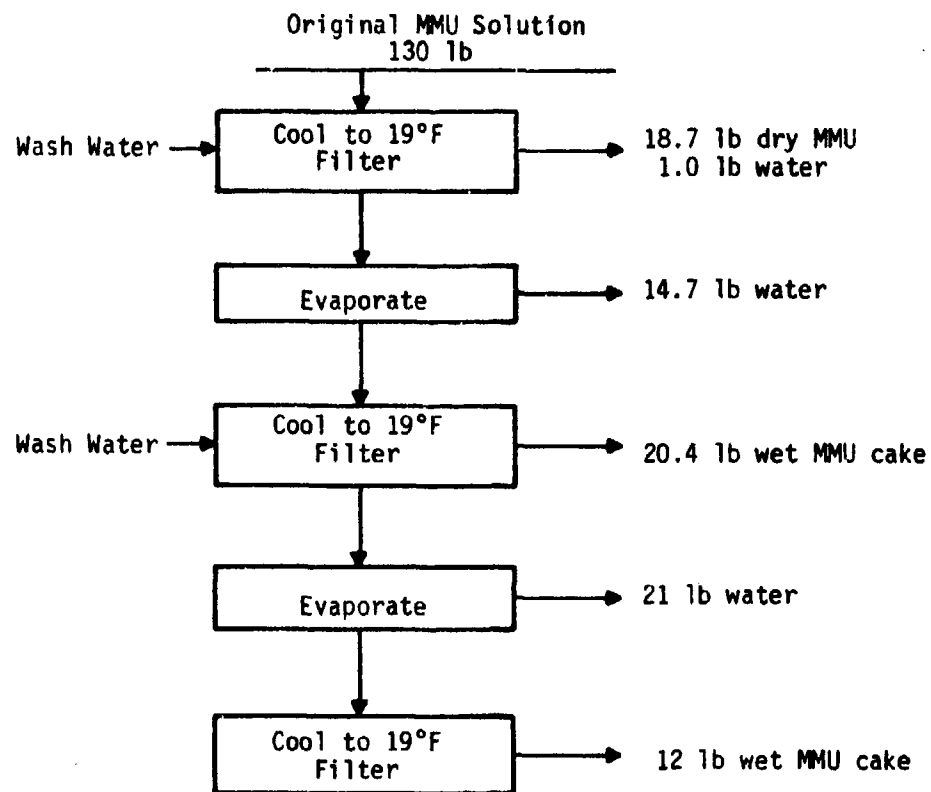 Original MMU Solution
130 lb
Wash Water
Cool to 19°F
Filter
18.7 lb dry MMU
1.0 lb water
Evaporate
14.7 lb water
Wash Water
Cool to 19°F
Filter
20.4 lb wet MMU cake
Evaporate
21 lb water
Cool to 19°F
Filter
12 lb wet MMU cake